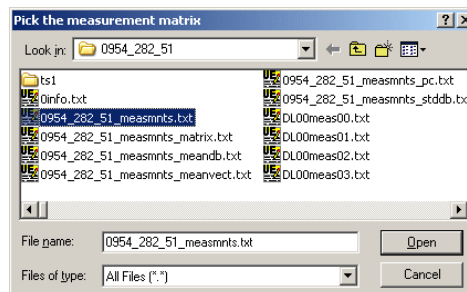 Pick the measurement matrix
Look in: 0954_282_51
ts1
0info.txt
0954_282_51_measmnts.txt
0954_282_51_measmnts_matrix.txt
0954_282_51_measmnts_meandb.txt
0954_282_51_measmnts_meanvect.txt
0954_282_51_measmnts_pc.txt
0954_282_51_measmnts_stddb.txt
DL00meas00.txt
DL00meas01.txt
DL00meas02.txt
DL00meas03.txt
File name: 0954_282_51_measmnts.txt
Open
Files of type: All Files (*.*)
Cancel